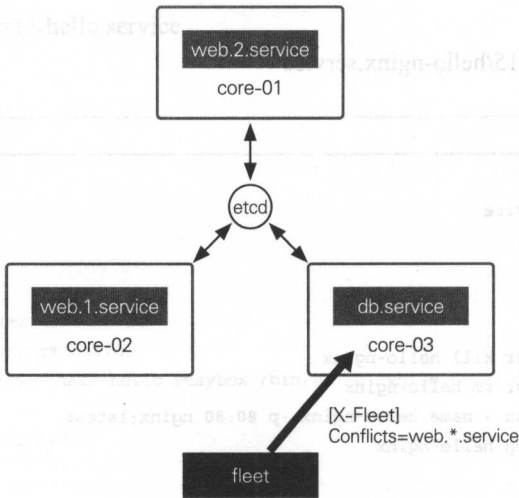 web.2.service
core-01
etcd
web.1.service
core-02
db.service
core-03
[X-Fleet]
Conflicts=web.*.service
fleet